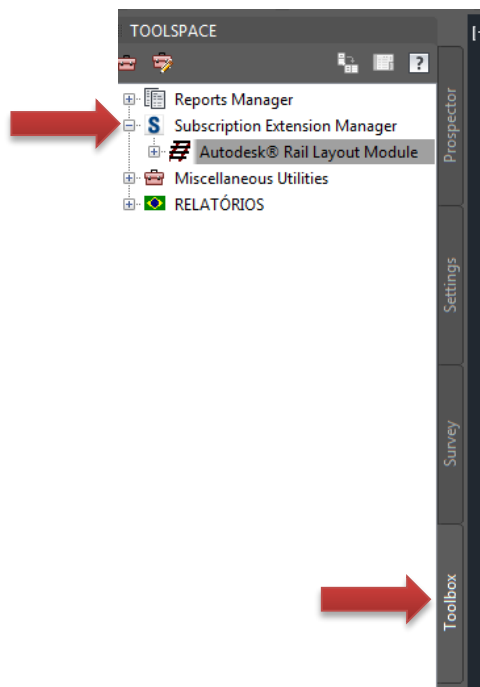 TOOLSPACE
?
Reports Manager
S Subscription Extension Manager
Autodesk® Rail Layout Module
Miscellaneous Utilities
RELATÓRIOS
Prospector
Settings
Survey
Toolbox